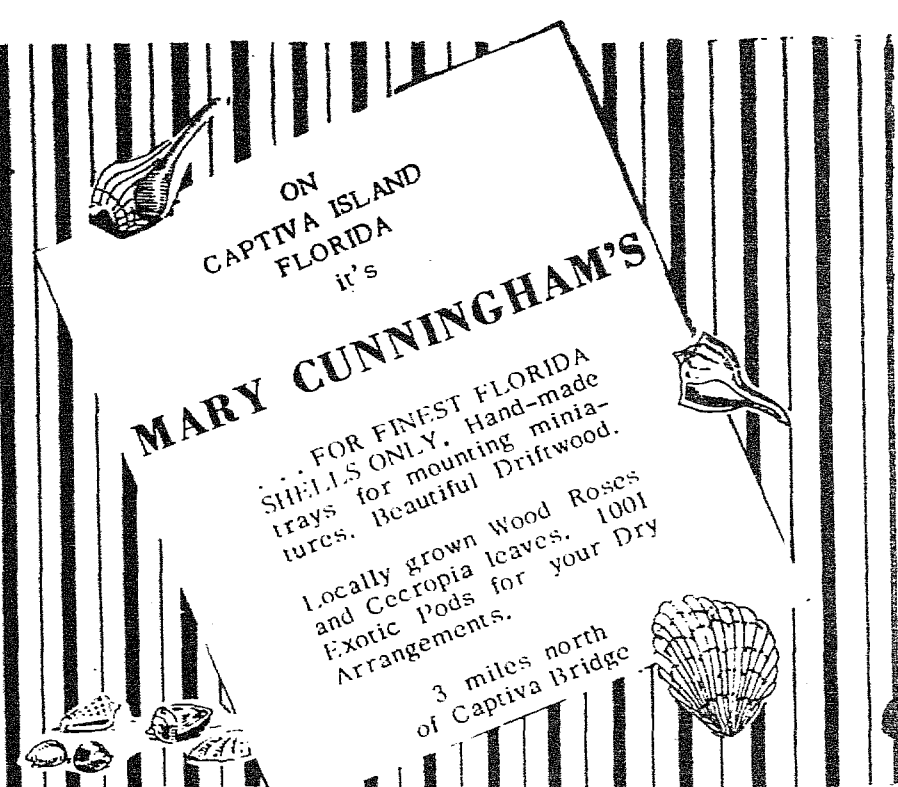 ON
CAPTIVA ISLAND
FLORIDA
it's
MARY CUNNINGHAM'S
. . . FOR FINEST FLORIDA
SHELLS ONLY. Hand-made
trays for mounting minia-
tures. Beautiful Driftwood.
Locally grown Wood Roses
and Cecropia leaves. 1001
Exotic Pods for your Dry
Arrangements.
3 miles north
of Captiva Bridge